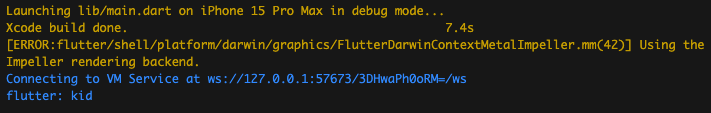 Launching lib/main.dart on iPhone 15 Pro Max in debug mode...
Xcode build done. 7.4s
[ERROR:flutter/shell/platform/darwin/graphics/FlutterDarwinContextMetalImpeller.mm(42)] Using the
Impeller rendering backend.
Connecting to VM Service at ws://127.0.0.1:57673/3DHwaPh0oRM=/ws
flutter: kid